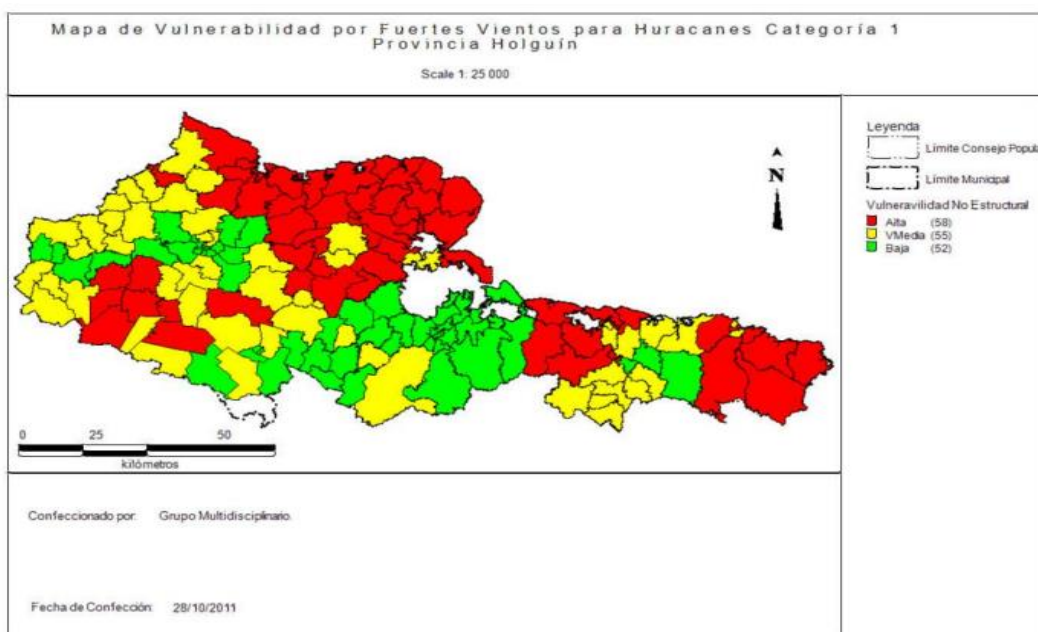 Mapa de Vulnerabilidad por Fuertes Vientos para Huracanes Categoría 1
Provincia Holguín
Scale 1: 25 000
N
Leyenda
Límite Consejo Popula
Límite Municipal
Vulneravilidad No Estructural
Alta (58)
VMedia (55)
Baja (52)
0 25 50
kilómetros
Confeccionado por: Grupo Multidisciplinario.
Fecha de Confección: 28/10/2011